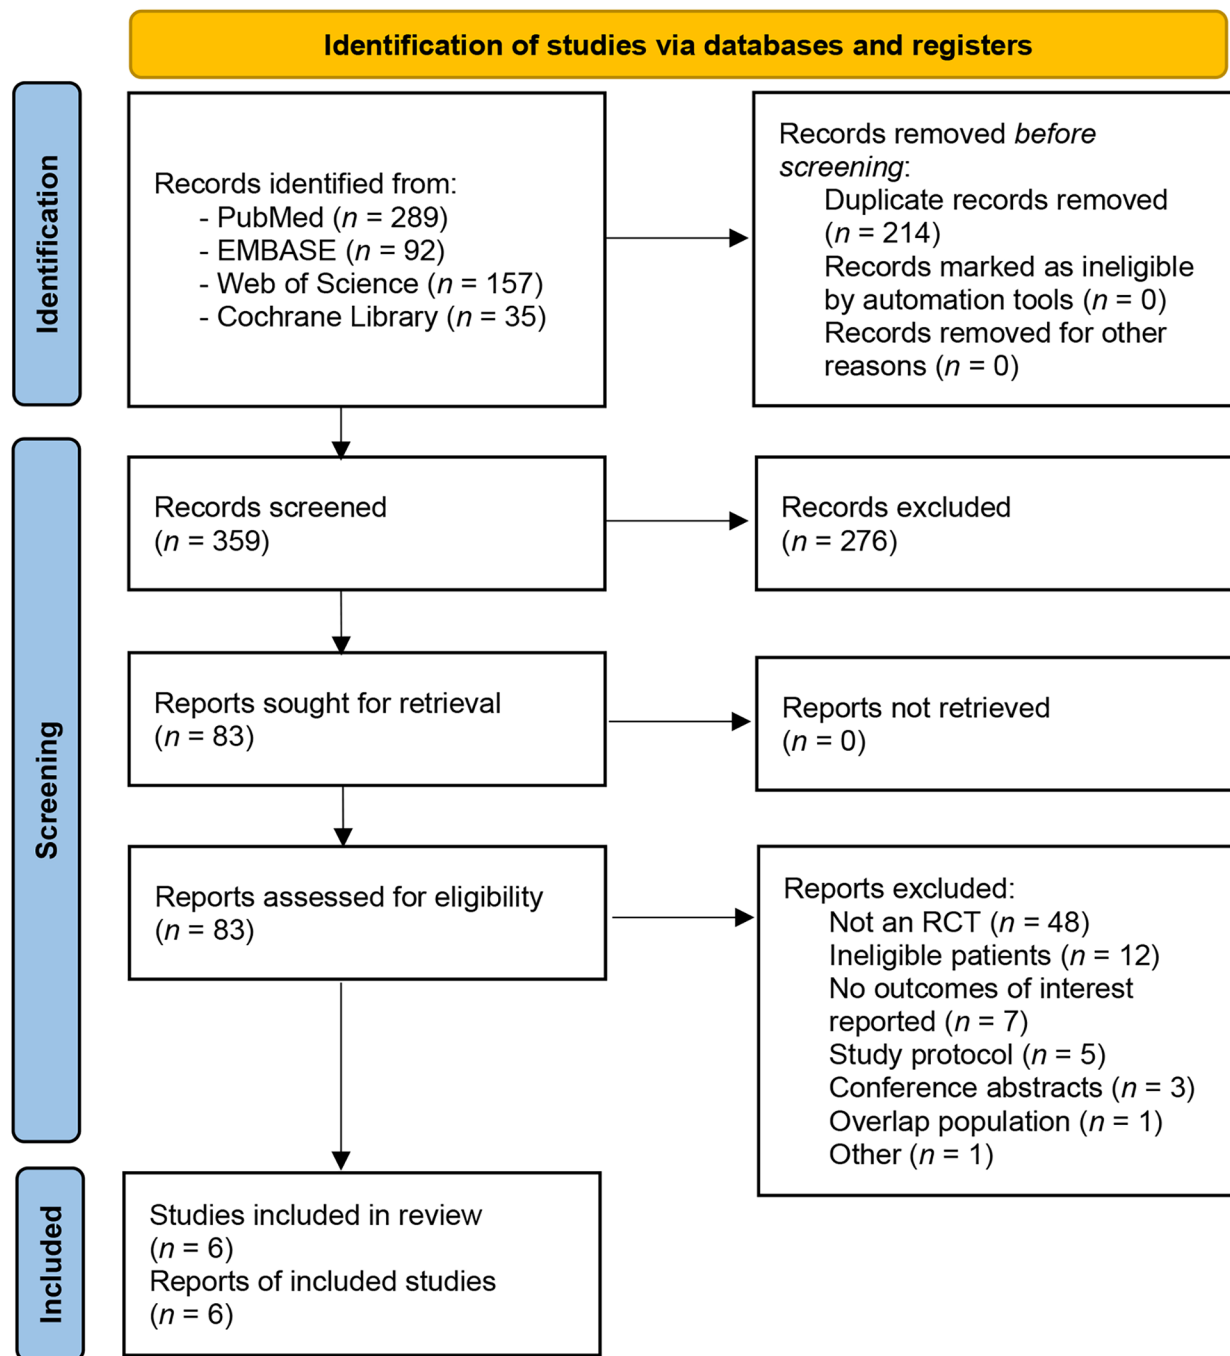 Identification of studies via databases and registers
Identification
Records identified from:
- PubMed (n = 289)
- EMBASE (n = 92)
- Web of Science (n = 157)
- Cochrane Library (n = 35)
Records removed before
screening:
Duplicate records removed
(n = 214)
Records marked as ineligible
by automation tools (n = 0)
Records removed for other
reasons (n = 0)
Screening
Records screened
(n = 359)
Records excluded
(n = 276)
Reports sought for retrieval
(n = 83)
Reports not retrieved
(n = 0)
Reports assessed for eligibility
(n = 83)
Reports excluded:
Not an RCT (n = 48)
Ineligible patients (n = 12)
No outcomes of interest
reported (n = 7)
Study protocol (n = 5)
Conference abstracts (n = 3)
Overlap population (n = 1)
Other (n = 1)
Included
Studies included in review
(n = 6)
Reports of included studies
(n = 6)